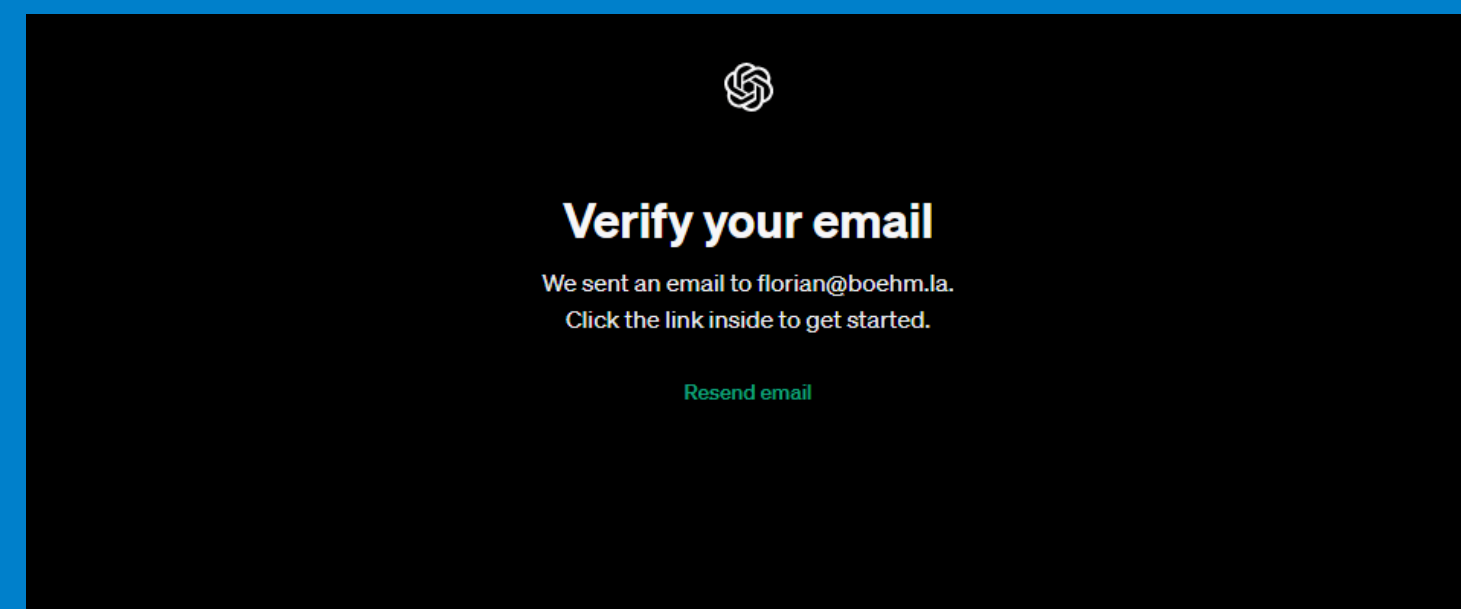 Verify your email
We sent an email to florian@boehm.la.
Click the link inside to get started.
Resend email